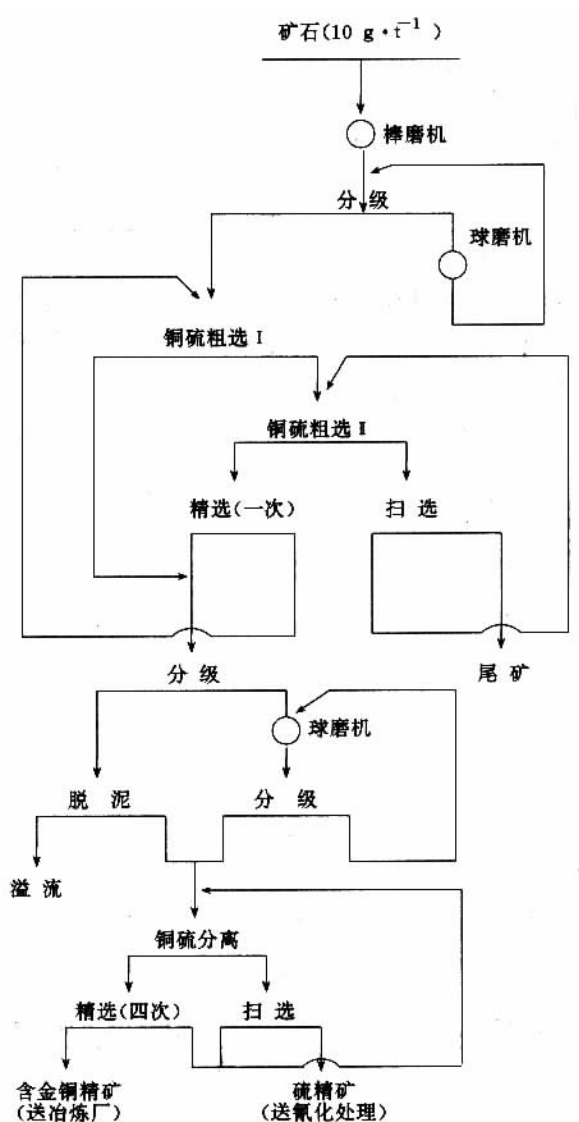 矿石(10 g·t⁻¹)
棒磨机
分级
球磨机
铜硫粗选Ⅰ
铜硫粗选Ⅱ
精选(一次)
扫选
分级
尾矿
球磨机
脱泥
分级
溢流
铜硫分离
精选(四次)
扫选
含金铜精矿
(送冶炼厂)
硫精矿
(送氰化处理)